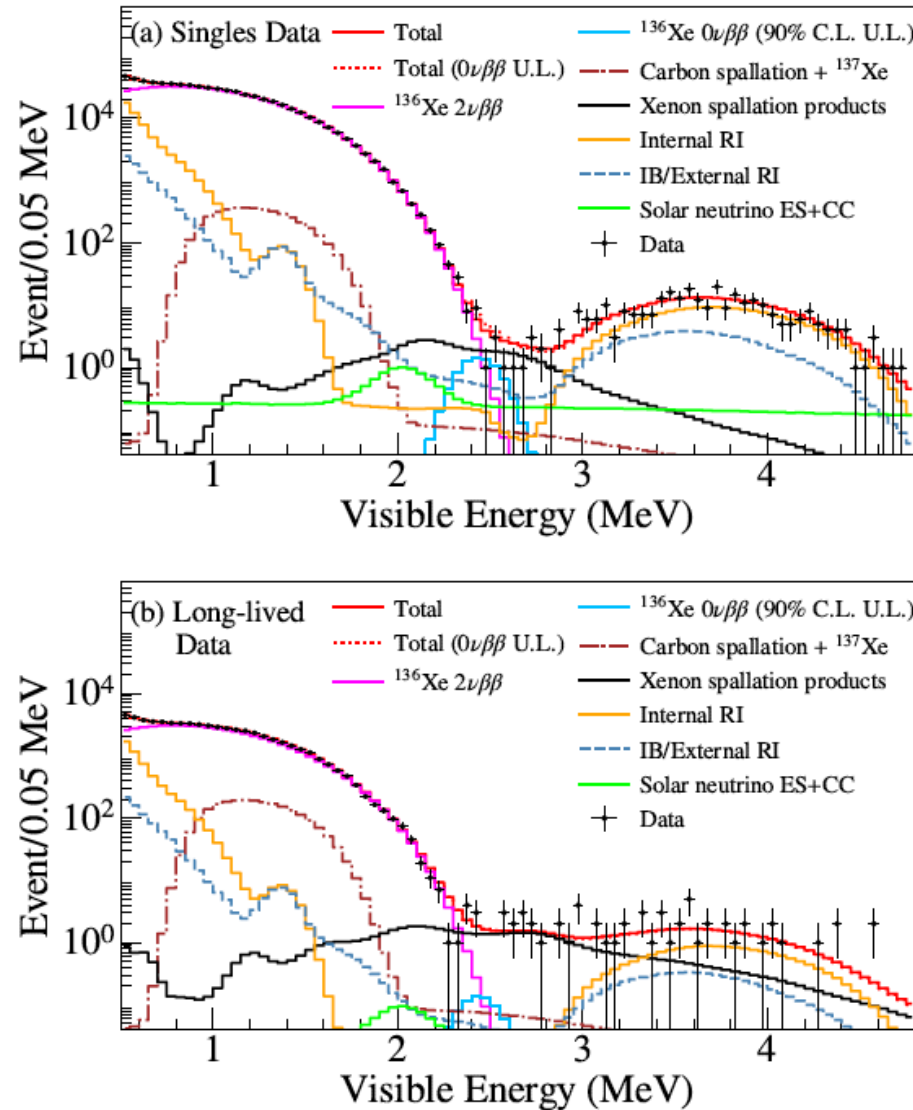 (a) Singles Data
Total
Total (0νββ U.L.)
¹³⁶Xe 2νββ
¹³⁶Xe 0νββ (90% C.L. U.L.)
Carbon spallation + ¹³⁷Xe
Xenon spallation products
Internal RI
IB/External RI
Solar neutrino ES+CC
Data
Event/0.05 MeV
10⁴
10²
10⁰
1 2 3 4
Visible Energy (MeV)
(b) Long-lived
Data
Total
Total (0νββ U.L.)
¹³⁶Xe 2νββ
¹³⁶Xe 0νββ (90% C.L. U.L.)
Carbon spallation + ¹³⁷Xe
Xenon spallation products
Internal RI
IB/External RI
Solar neutrino ES+CC
Data
Event/0.05 MeV
10⁴
10²
10⁰
1 2 3 4
Visible Energy (MeV)